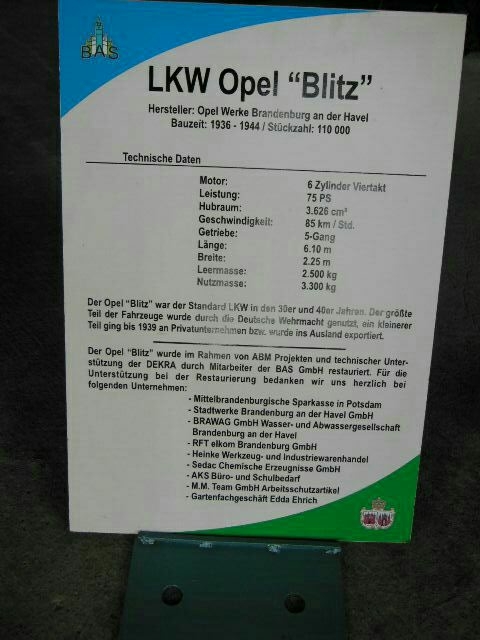 BAS
LKW Opel “Blitz”
Hersteller: Opel Werke Brandenburg an der Havel
Bauzeit: 1936 - 1944 / Stückzahl: 110 000
Technische Daten
Motor: 6 Zylinder Viertakt
Leistung: 75 PS
Hubraum: 3.626 cm³
Geschwindigkeit: 85 km / Std.
Getriebe: 5-Gang
Länge: 6.10 m
Breite: 2.25 m
Leermasse: 2.500 kg
Nutzmasse: 3.300 kg
Der Opel “Blitz” war der Standard LKW in den 30er und 40er Jahren. Der größte
Teil der Fahrzeuge wurde durch die Deutsche Wehrmacht genutzt, ein kleinerer
Teil ging bis 1939 an Privatunternehmen bzw. wurde ins Ausland exportiert.
Der Opel “Blitz” wurde im Rahmen von ABM Projekten und technischer Unter-
stützung der DEKRA durch Mitarbeiter der BAS GmbH restauriert. Für die
Unterstützung bei der Restaurierung bedanken wir uns herzlich bei
folgenden Unternehmen:
- Mittelbrandenburgische Sparkasse in Potsdam
- Stadtwerke Brandenburg an der Havel GmbH
- BRAWAG GmbH Wasser- und Abwassergesellschaft
Brandenburg an der Havel
- RFT elkom Brandenburg GmbH
- Heinke Werkzeug- und Industriewarenhandel
- Sedac Chemische Erzeugnisse GmbH
- AKS Büro- und Schulbedarf
- M.M. Team GmbH Arbeitsschutzartikel
- Gartenfachgeschäft Edda Ehrich